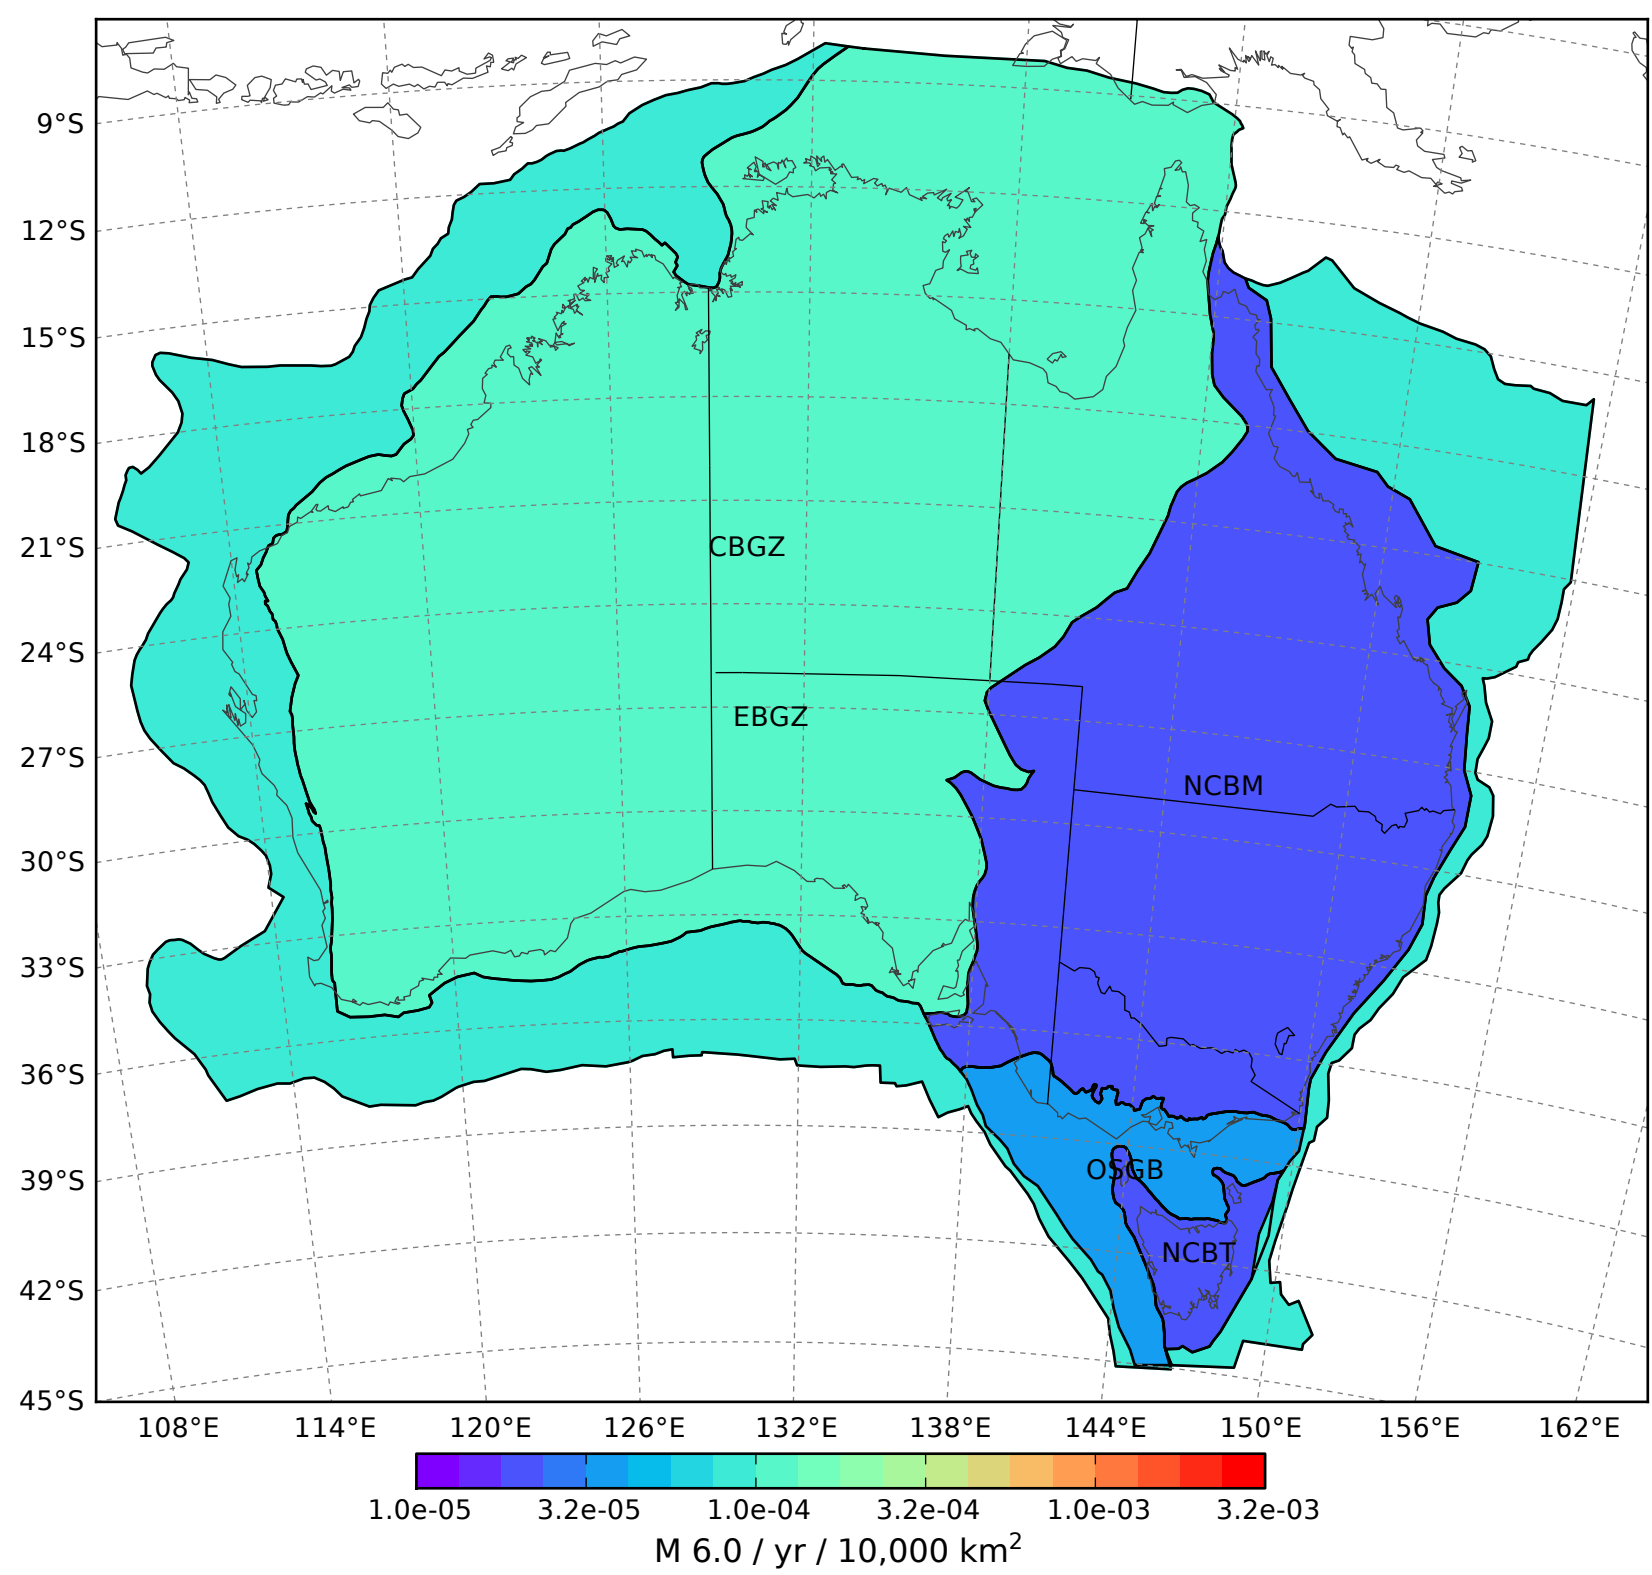 9°S
12°S
15°S
18°S
21°S
24°S
27°S
30°S
33°S
36°S
39°S
42°S
45°S
CBGZ
EBGZ
NCBM
OSGB
NCBT
108°E 114°E 120°E 126°E 132°E 138°E 144°E 150°E 156°E 162°E
1.0e-05 3.2e-05 1.0e-04 3.2e-04 1.0e-03 3.2e-03
M 6.0 / yr / 10,000 km²